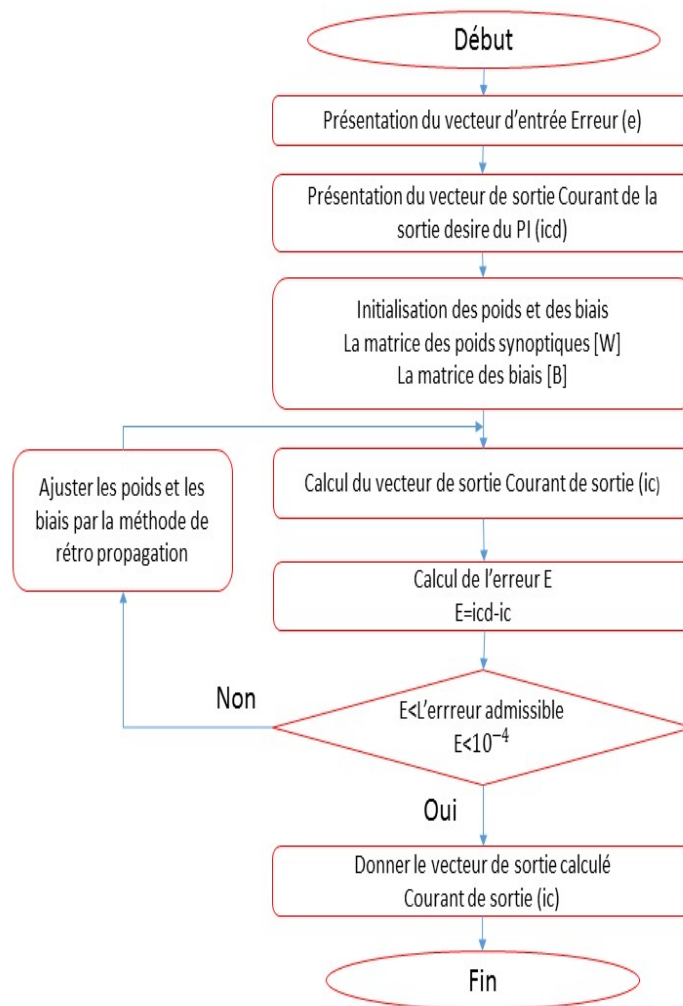 Début
Présentation du vecteur d'entrée Erreur (e)
Présentation du vecteur de sortie Courant de la
sortie desire du PI (icd)
Initialisation des poids et des biais
La matrice des poids synoptiques [W]
La matrice des biais [B]
Ajuster les poids et les
biais par la méthode de
rétro propagation
Calcul du vecteur de sortie Courant de sortie (ic)
Calcul de l'erreur E
E=icd-ic
Non
E<L'errreur admissible
E<10⁻⁴
Oui
Donner le vecteur de sortie calculé
Courant de sortie (ic)
Fin